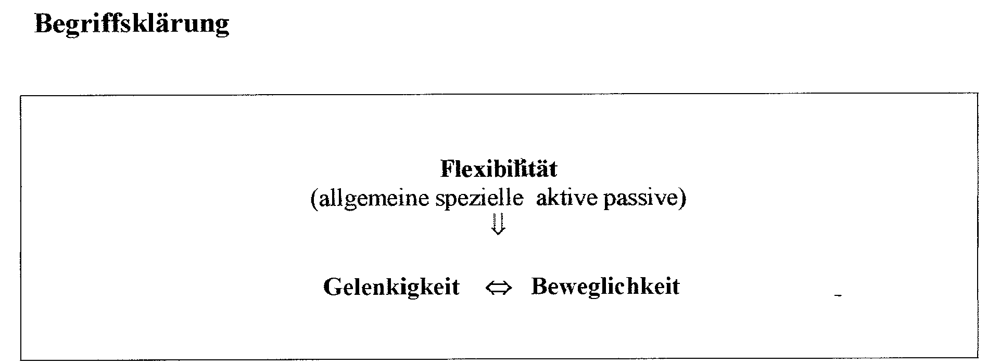 Begriffsklärung
Flexibilität
(allgemeine spezielle aktive passive)
⇓
Gelenkigkeit ⇔ Beweglichkeit